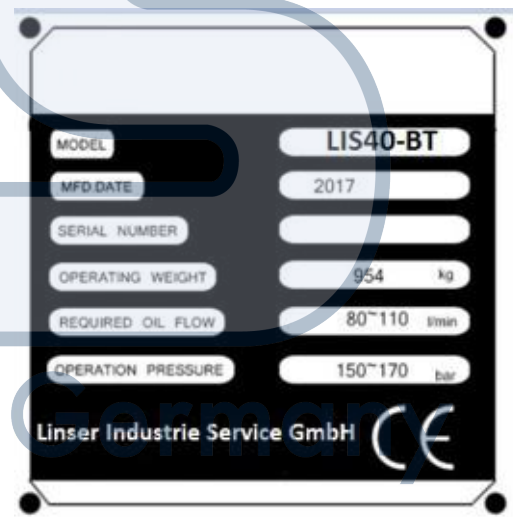 MODEL LIS40-BT
MFD.DATE 2017
SERIAL NUMBER
OPERATING WEIGHT 954 kg
REQUIRED OIL FLOW 80~110 l/min
OPERATION PRESSURE 150~170 bar
Germany
Linser Industrie Service GmbH CE